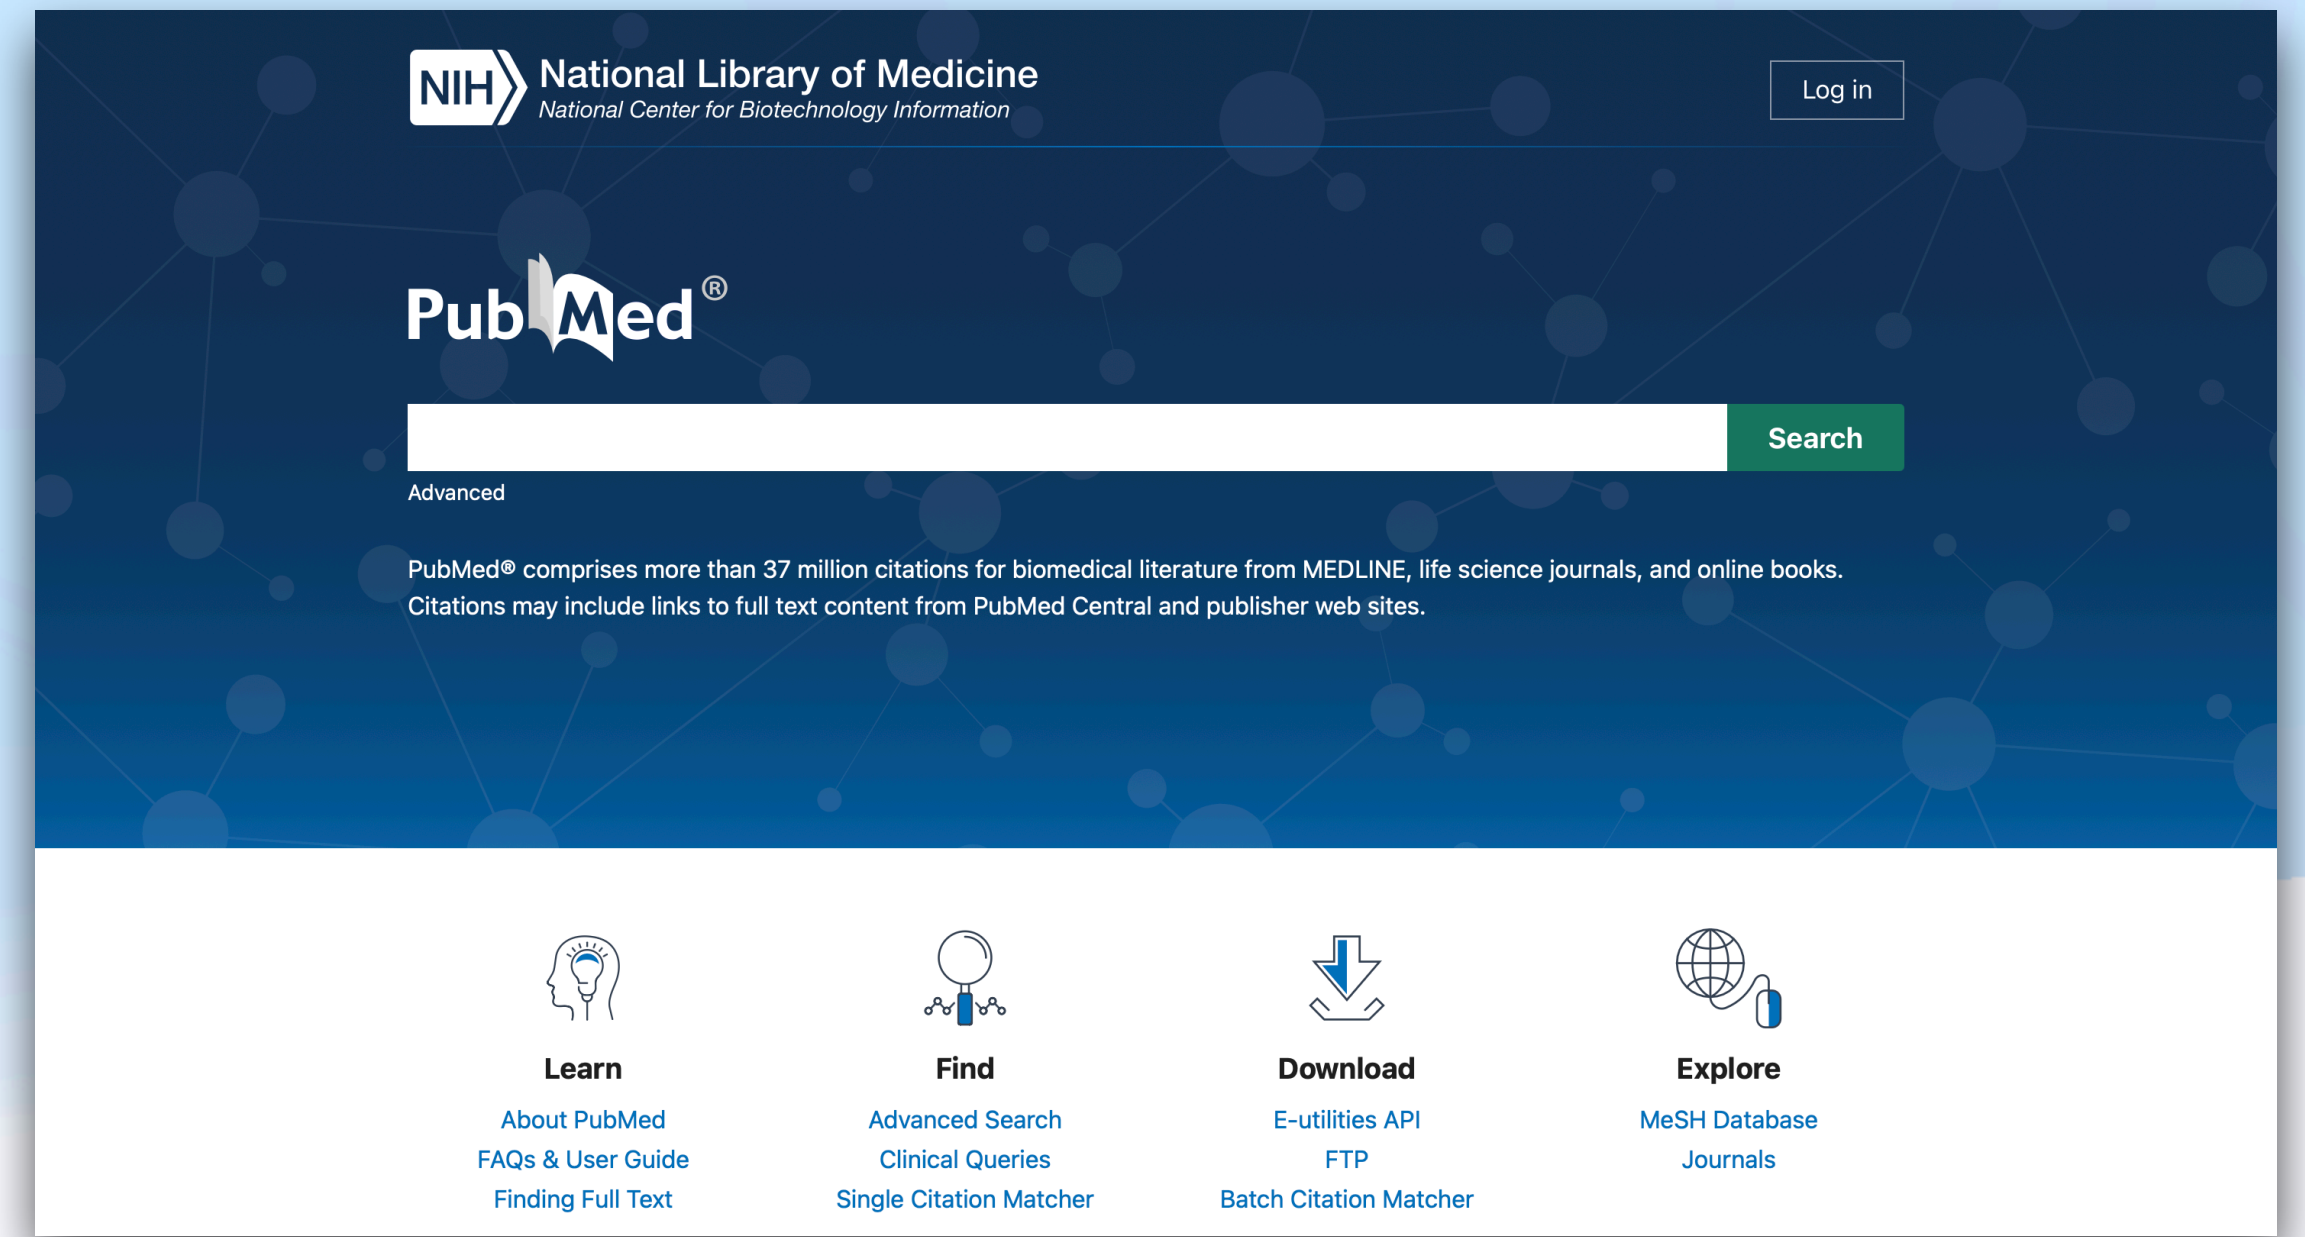 NIH National Library of Medicine
National Center for Biotechnology Information
Log in
PubMed®
Search
Advanced
PubMed® comprises more than 37 million citations for biomedical literature from MEDLINE, life science journals, and online books.
Citations may include links to full text content from PubMed Central and publisher web sites.
Learn
About PubMed
FAQs & User Guide
Finding Full Text
Find
Advanced Search
Clinical Queries
Single Citation Matcher
Download
E-utilities API
FTP
Batch Citation Matcher
Explore
MeSH Database
Journals